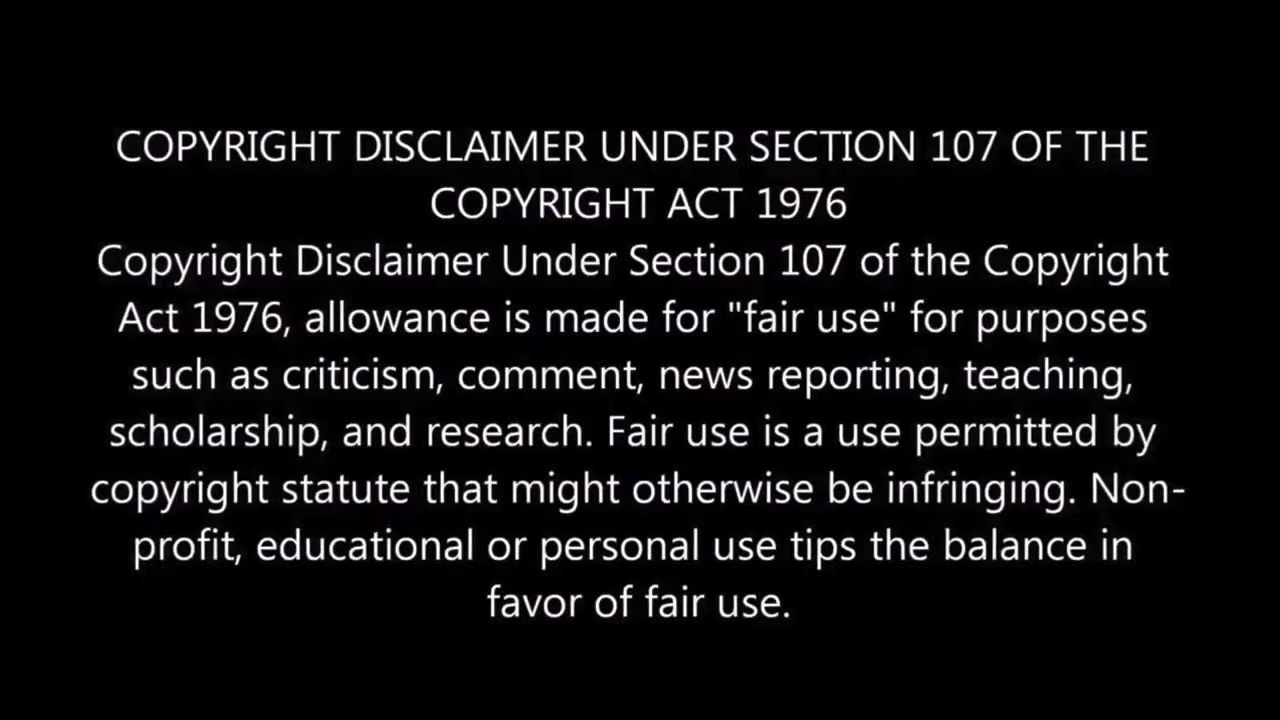 COPYRIGHT DISCLAIMER UNDER SECTION 107 OF THE
COPYRIGHT ACT 1976
Copyright Disclaimer Under Section 107 of the Copyright
Act 1976, allowance is made for "fair use" for purposes
such as criticism, comment, news reporting, teaching,
scholarship, and research. Fair use is a use permitted by
copyright statute that might otherwise be infringing. Non-
profit, educational or personal use tips the balance in
favor of fair use.